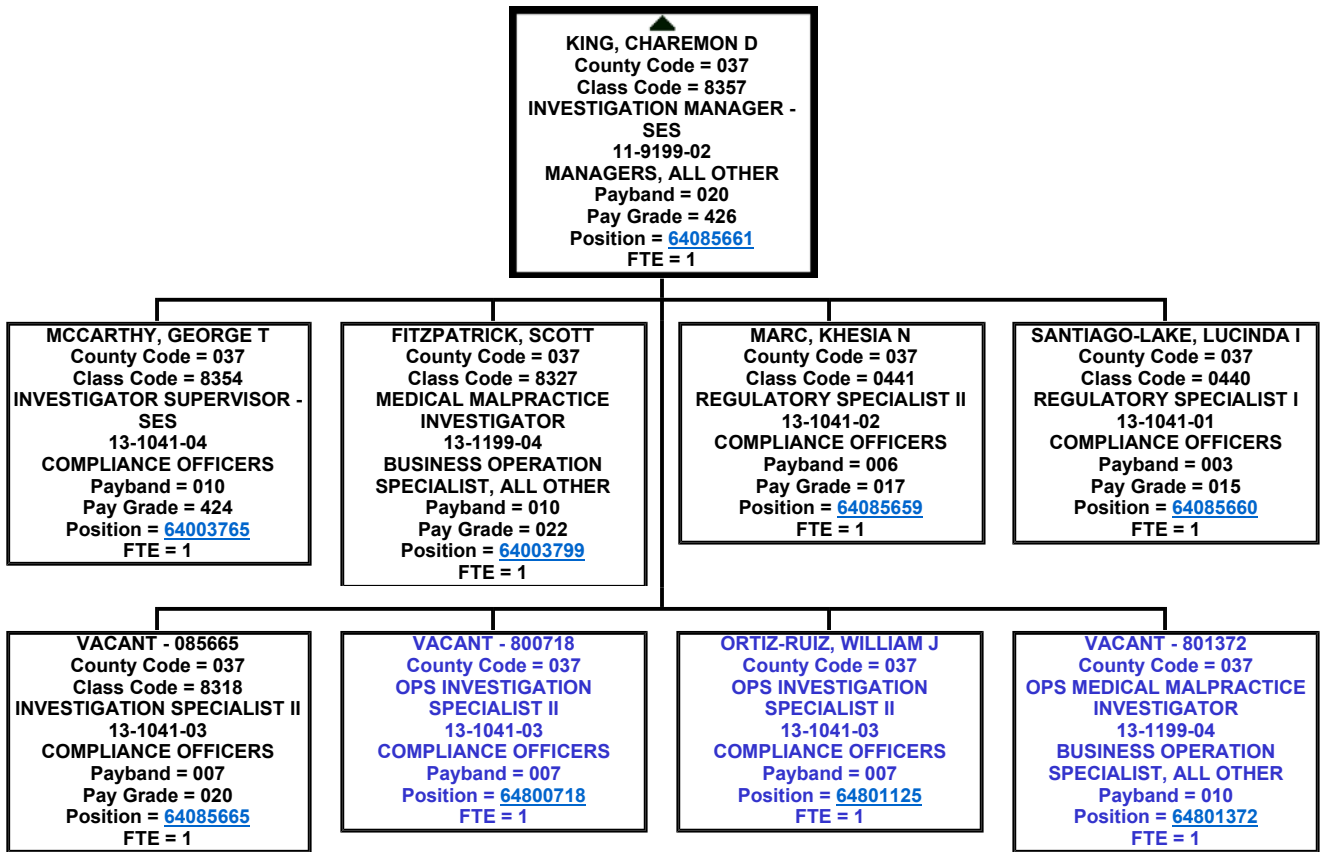 KING, CHAREMON D
County Code = 037
Class Code = 8357
INVESTIGATION MANAGER -
SES
11-9199-02
MANAGERS, ALL OTHER
Payband = 020
Pay Grade = 426
Position = 64085661
FTE = 1
MCCARTHY, GEORGE T
County Code = 037
Class Code = 8354
INVESTIGATOR SUPERVISOR -
SES
13-1041-04
COMPLIANCE OFFICERS
Payband = 010
Pay Grade = 424
Position = 64003765
FTE = 1
FITZPATRICK, SCOTT
County Code = 037
Class Code = 8327
MEDICAL MALPRACTICE
INVESTIGATOR
13-1199-04
BUSINESS OPERATION
SPECIALIST, ALL OTHER
Payband = 010
Pay Grade = 022
Position = 64003799
FTE = 1
MARC, KHESIA N
County Code = 037
Class Code = 0441
REGULATORY SPECIALIST II
13-1041-02
COMPLIANCE OFFICERS
Payband = 006
Pay Grade = 017
Position = 64085659
FTE = 1
SANTIAGO-LAKE, LUCINDA I
County Code = 037
Class Code = 0440
REGULATORY SPECIALIST I
13-1041-01
COMPLIANCE OFFICERS
Payband = 003
Pay Grade = 015
Position = 64085660
FTE = 1
VACANT - 085665
County Code = 037
Class Code = 8318
INVESTIGATION SPECIALIST II
13-1041-03
COMPLIANCE OFFICERS
Payband = 007
Pay Grade = 020
Position = 64085665
FTE = 1
VACANT - 800718
County Code = 037
OPS INVESTIGATION
SPECIALIST II
13-1041-03
COMPLIANCE OFFICERS
Payband = 007
Position = 64800718
FTE = 1
ORTIZ-RUIZ, WILLIAM J
County Code = 037
OPS INVESTIGATION
SPECIALIST II
13-1041-03
COMPLIANCE OFFICERS
Payband = 007
Position = 64801125
FTE = 1
VACANT - 801372
County Code = 037
OPS MEDICAL MALPRACTICE
INVESTIGATOR
13-1199-04
BUSINESS OPERATION
SPECIALIST, ALL OTHER
Payband = 010
Position = 64801372
FTE = 1